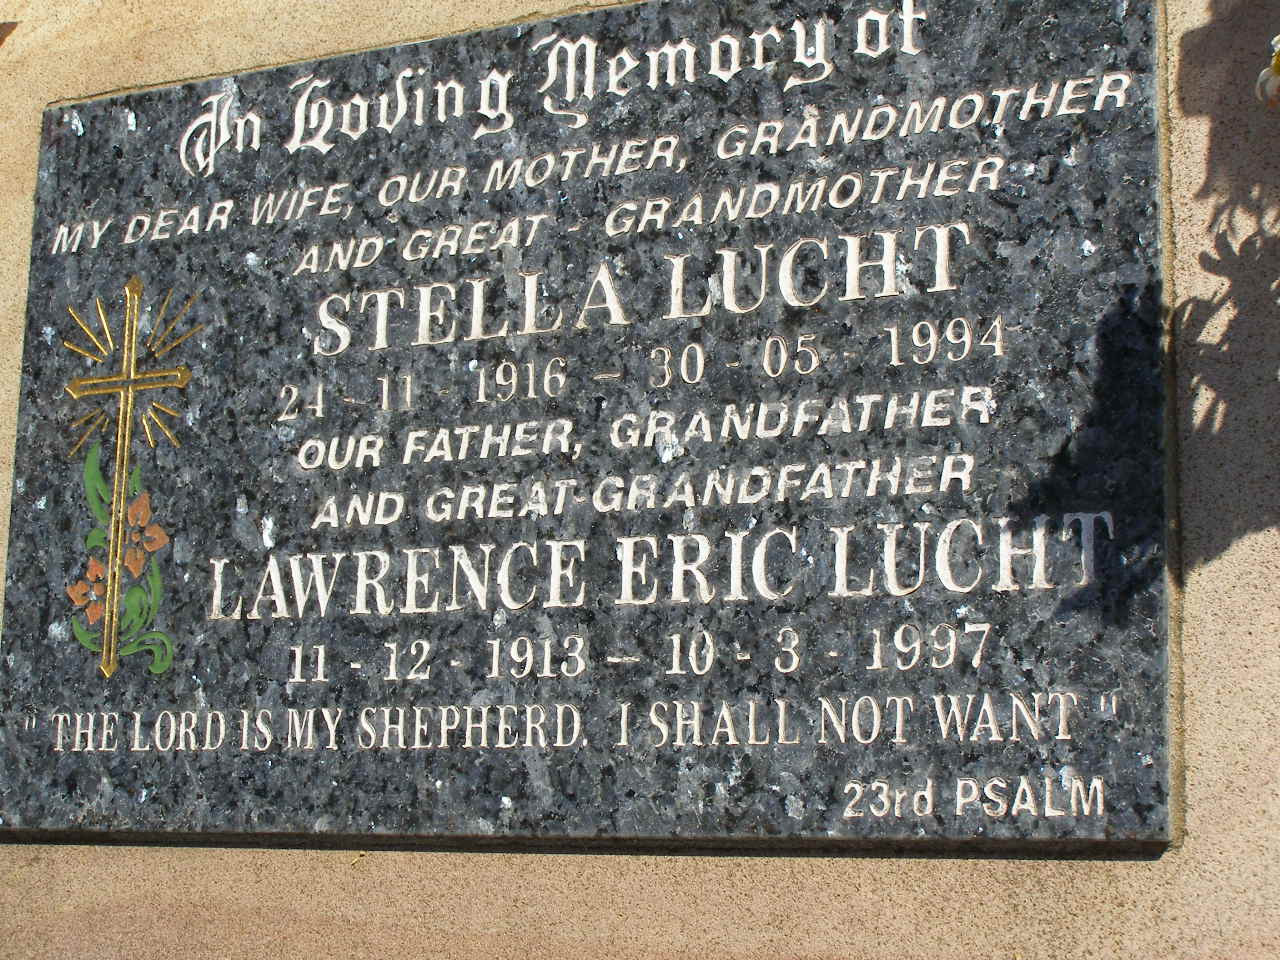 In Loving Memory of
MY DEAR WIFE, OUR MOTHER, GRANDMOTHER
AND GREAT - GRANDMOTHER
STELLA LUCHT
24 - 11 - 1916 - 30 - 05 - 1994
OUR FATHER, GRANDFATHER
AND GREAT-GRANDFATHER
LAWRENCE ERIC LUCHT
11 - 12 - 1913 - 10 - 3 - 1997
" THE LORD IS MY SHEPHERD. I SHALL NOT WANT "
23rd PSALM